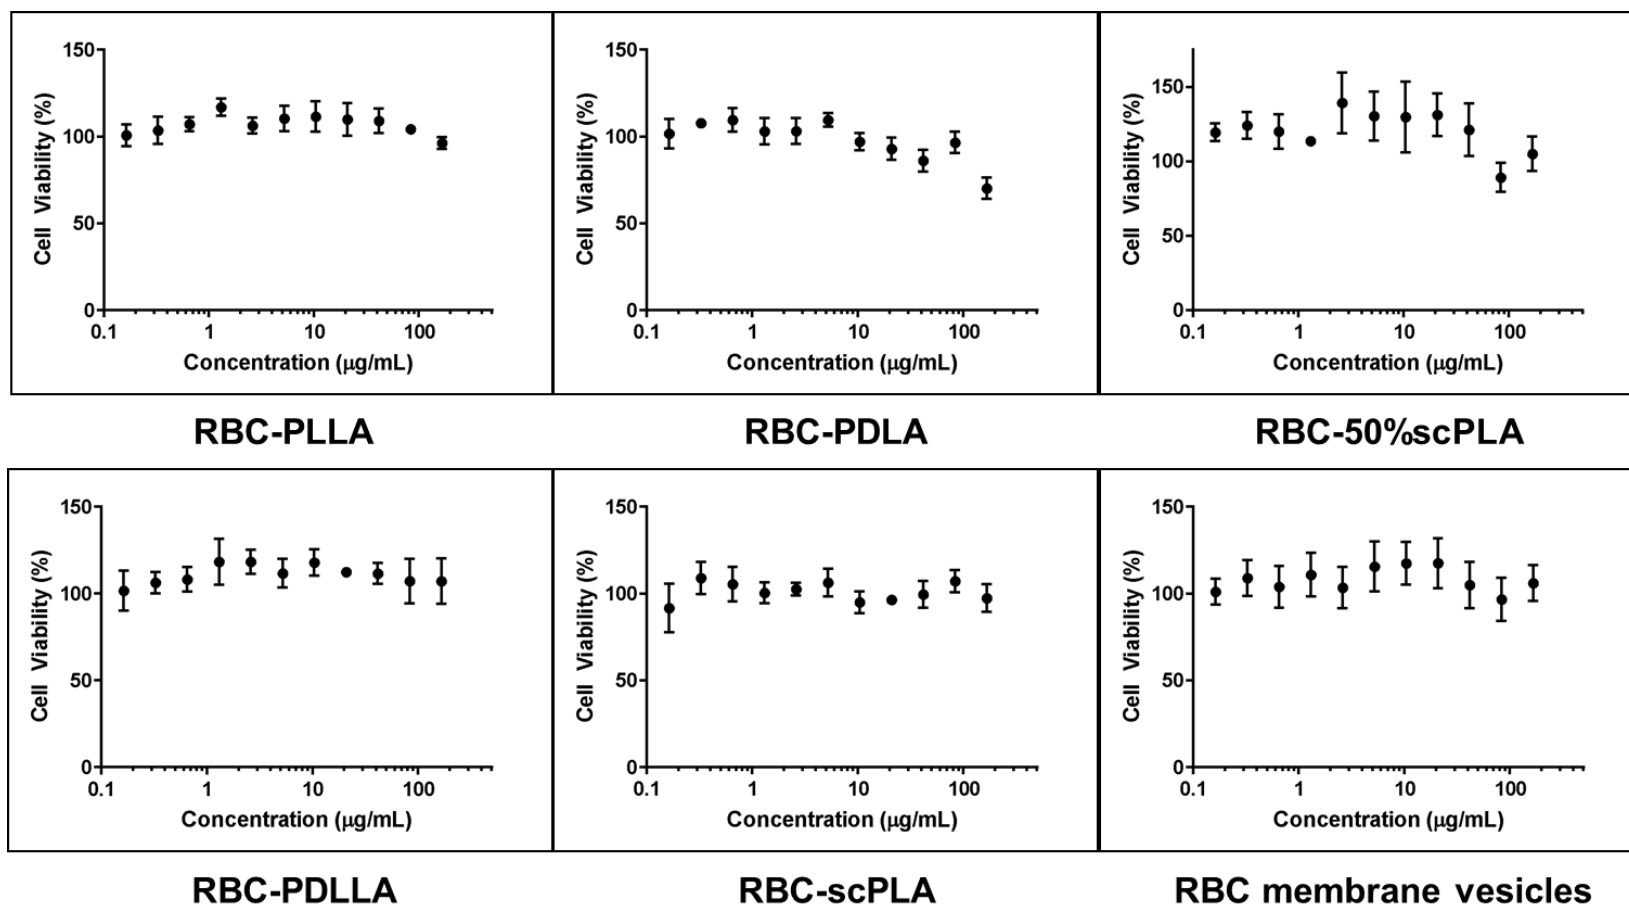 150
100
50
0
Cell Viability (%)
0.1 1 10 100
Concentration (μg/mL)
RBC-PLLA
150
100
50
0
Cell Viability (%)
0.1 1 10 100
Concentration (μg/mL)
RBC-PDLA
150
100
50
0
Cell Viability (%)
0.1 1 10 100
Concentration (μg/mL)
RBC-50%scPLA
150
100
50
0
Cell Viability (%)
0.1 1 10 100
Concentration (μg/mL)
RBC-PDLLA
150
100
50
0
Cell Viability (%)
0.1 1 10 100
Concentration (μg/mL)
RBC-scPLA
150
100
50
0
Cell Viability (%)
0.1 1 10 100
Concentration (μg/mL)
RBC membrane vesicles